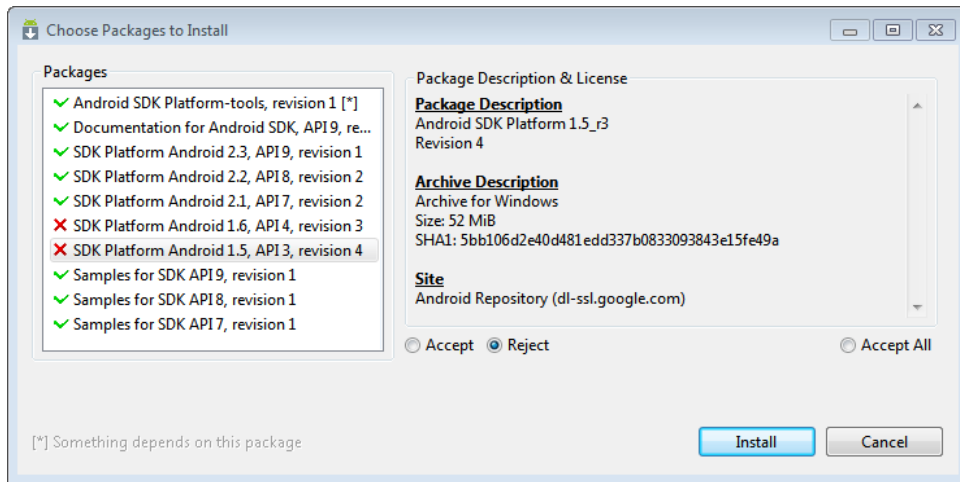 Choose Packages to Install
Packages
Android SDK Platform-tools, revision 1 [*]
Documentation for Android SDK, API 9, re...
SDK Platform Android 2.3, API 9, revision 1
SDK Platform Android 2.2, API 8, revision 2
SDK Platform Android 2.1, API 7, revision 2
SDK Platform Android 1.6, API 4, revision 3
SDK Platform Android 1.5, API 3, revision 4
Samples for SDK API 9, revision 1
Samples for SDK API 8, revision 1
Samples for SDK API 7, revision 1
Package Description & License
Package Description
Android SDK Platform 1.5_r3
Revision 4
Archive Description
Archive for Windows
Size: 52 MiB
SHA1: 5bb106d2e40d481edd337b0833093843e15fe49a
Site
Android Repository (dl-ssl.google.com)
Accept
Reject
Accept All
[*] Something depends on this package
Install
Cancel